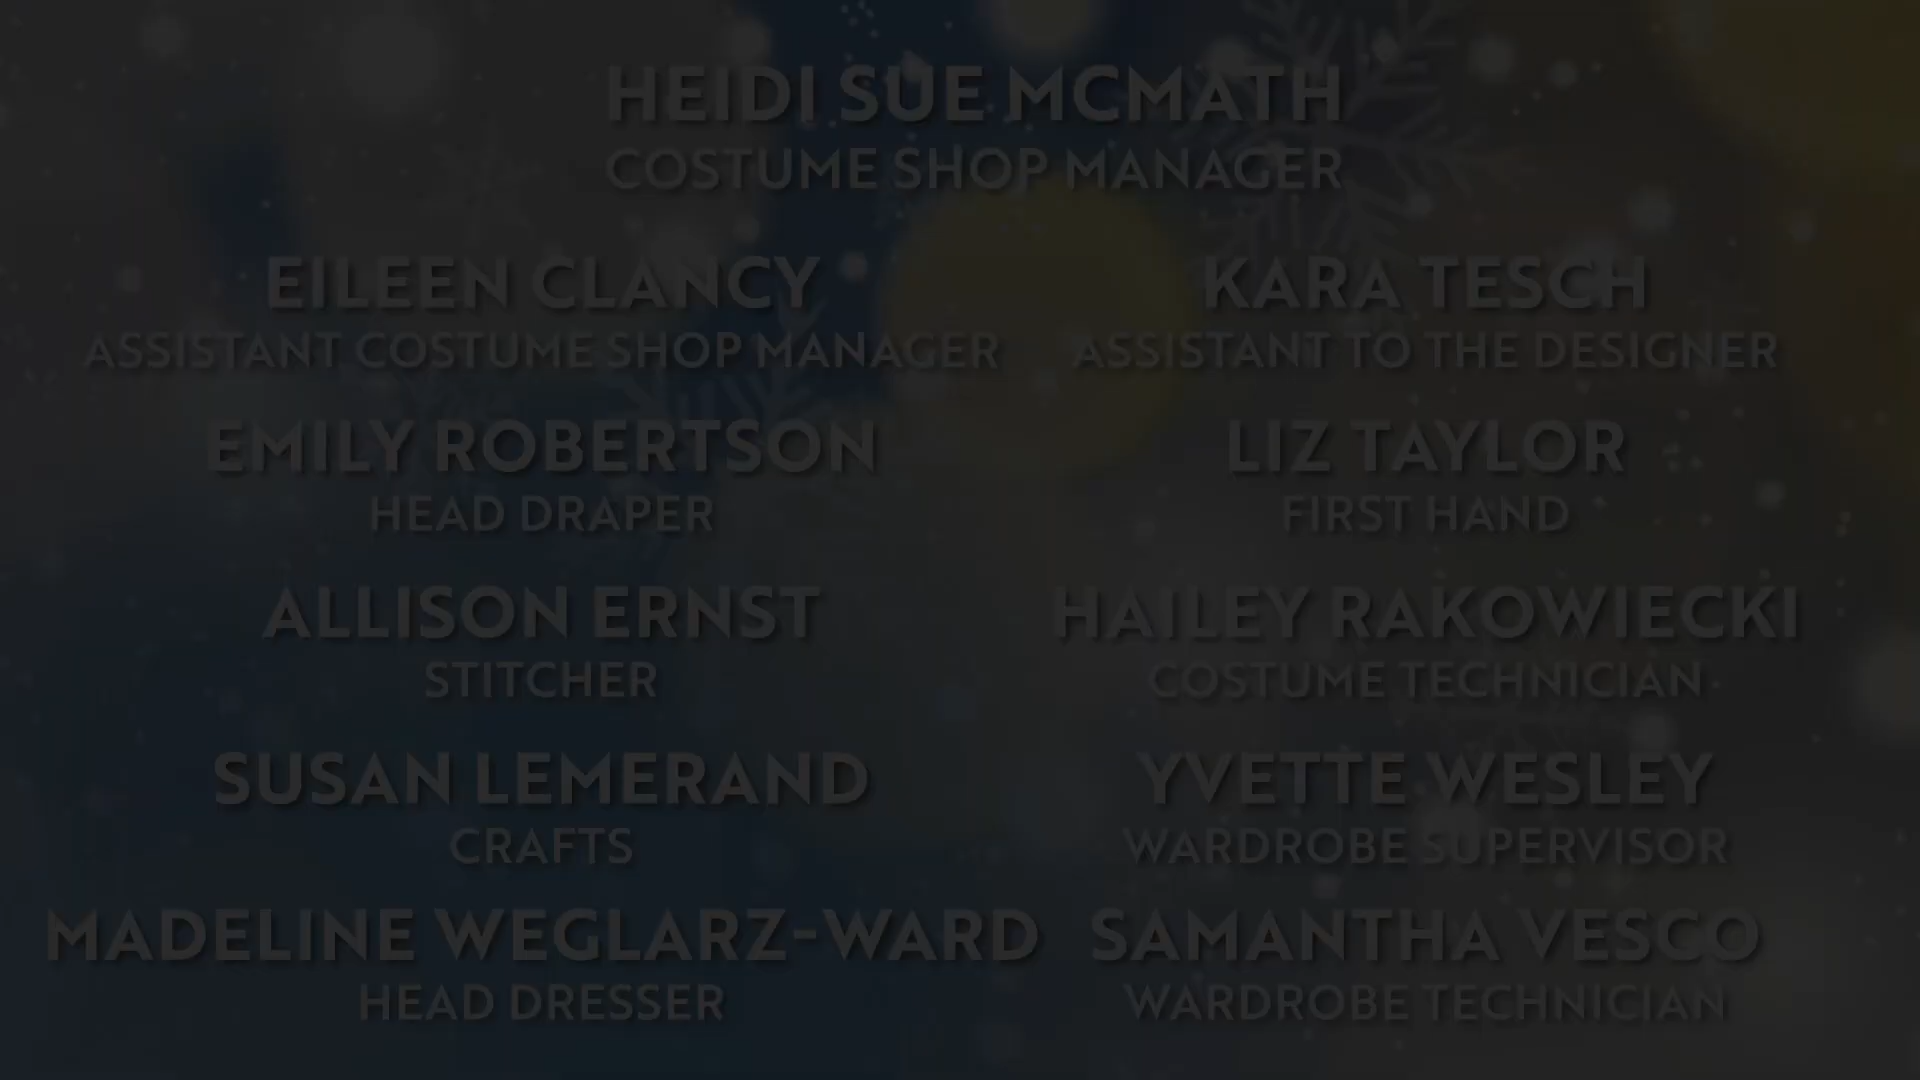 HEIDI SUE MCMATH
COSTUME SHOP MANAGER
EILEEN CLANCY
ASSISTANT COSTUME SHOP MANAGER
KARA TESCH
ASSISTANT TO THE DESIGNER
EMILY ROBERTSON
HEAD DRAPER
LIZ TAYLOR
FIRST HAND
ALLISON ERNST
STITCHER
HAILEY RAKOWIECKI
COSTUME TECHNICIAN
SUSAN LEMERAND
CRAFTS
YVETTE WESLEY
WARDROBE SUPERVISOR
MADELINE WEGLARZ-WARD
HEAD DRESSER
SAMANTHA VESCO
WARDROBE TECHNICIAN